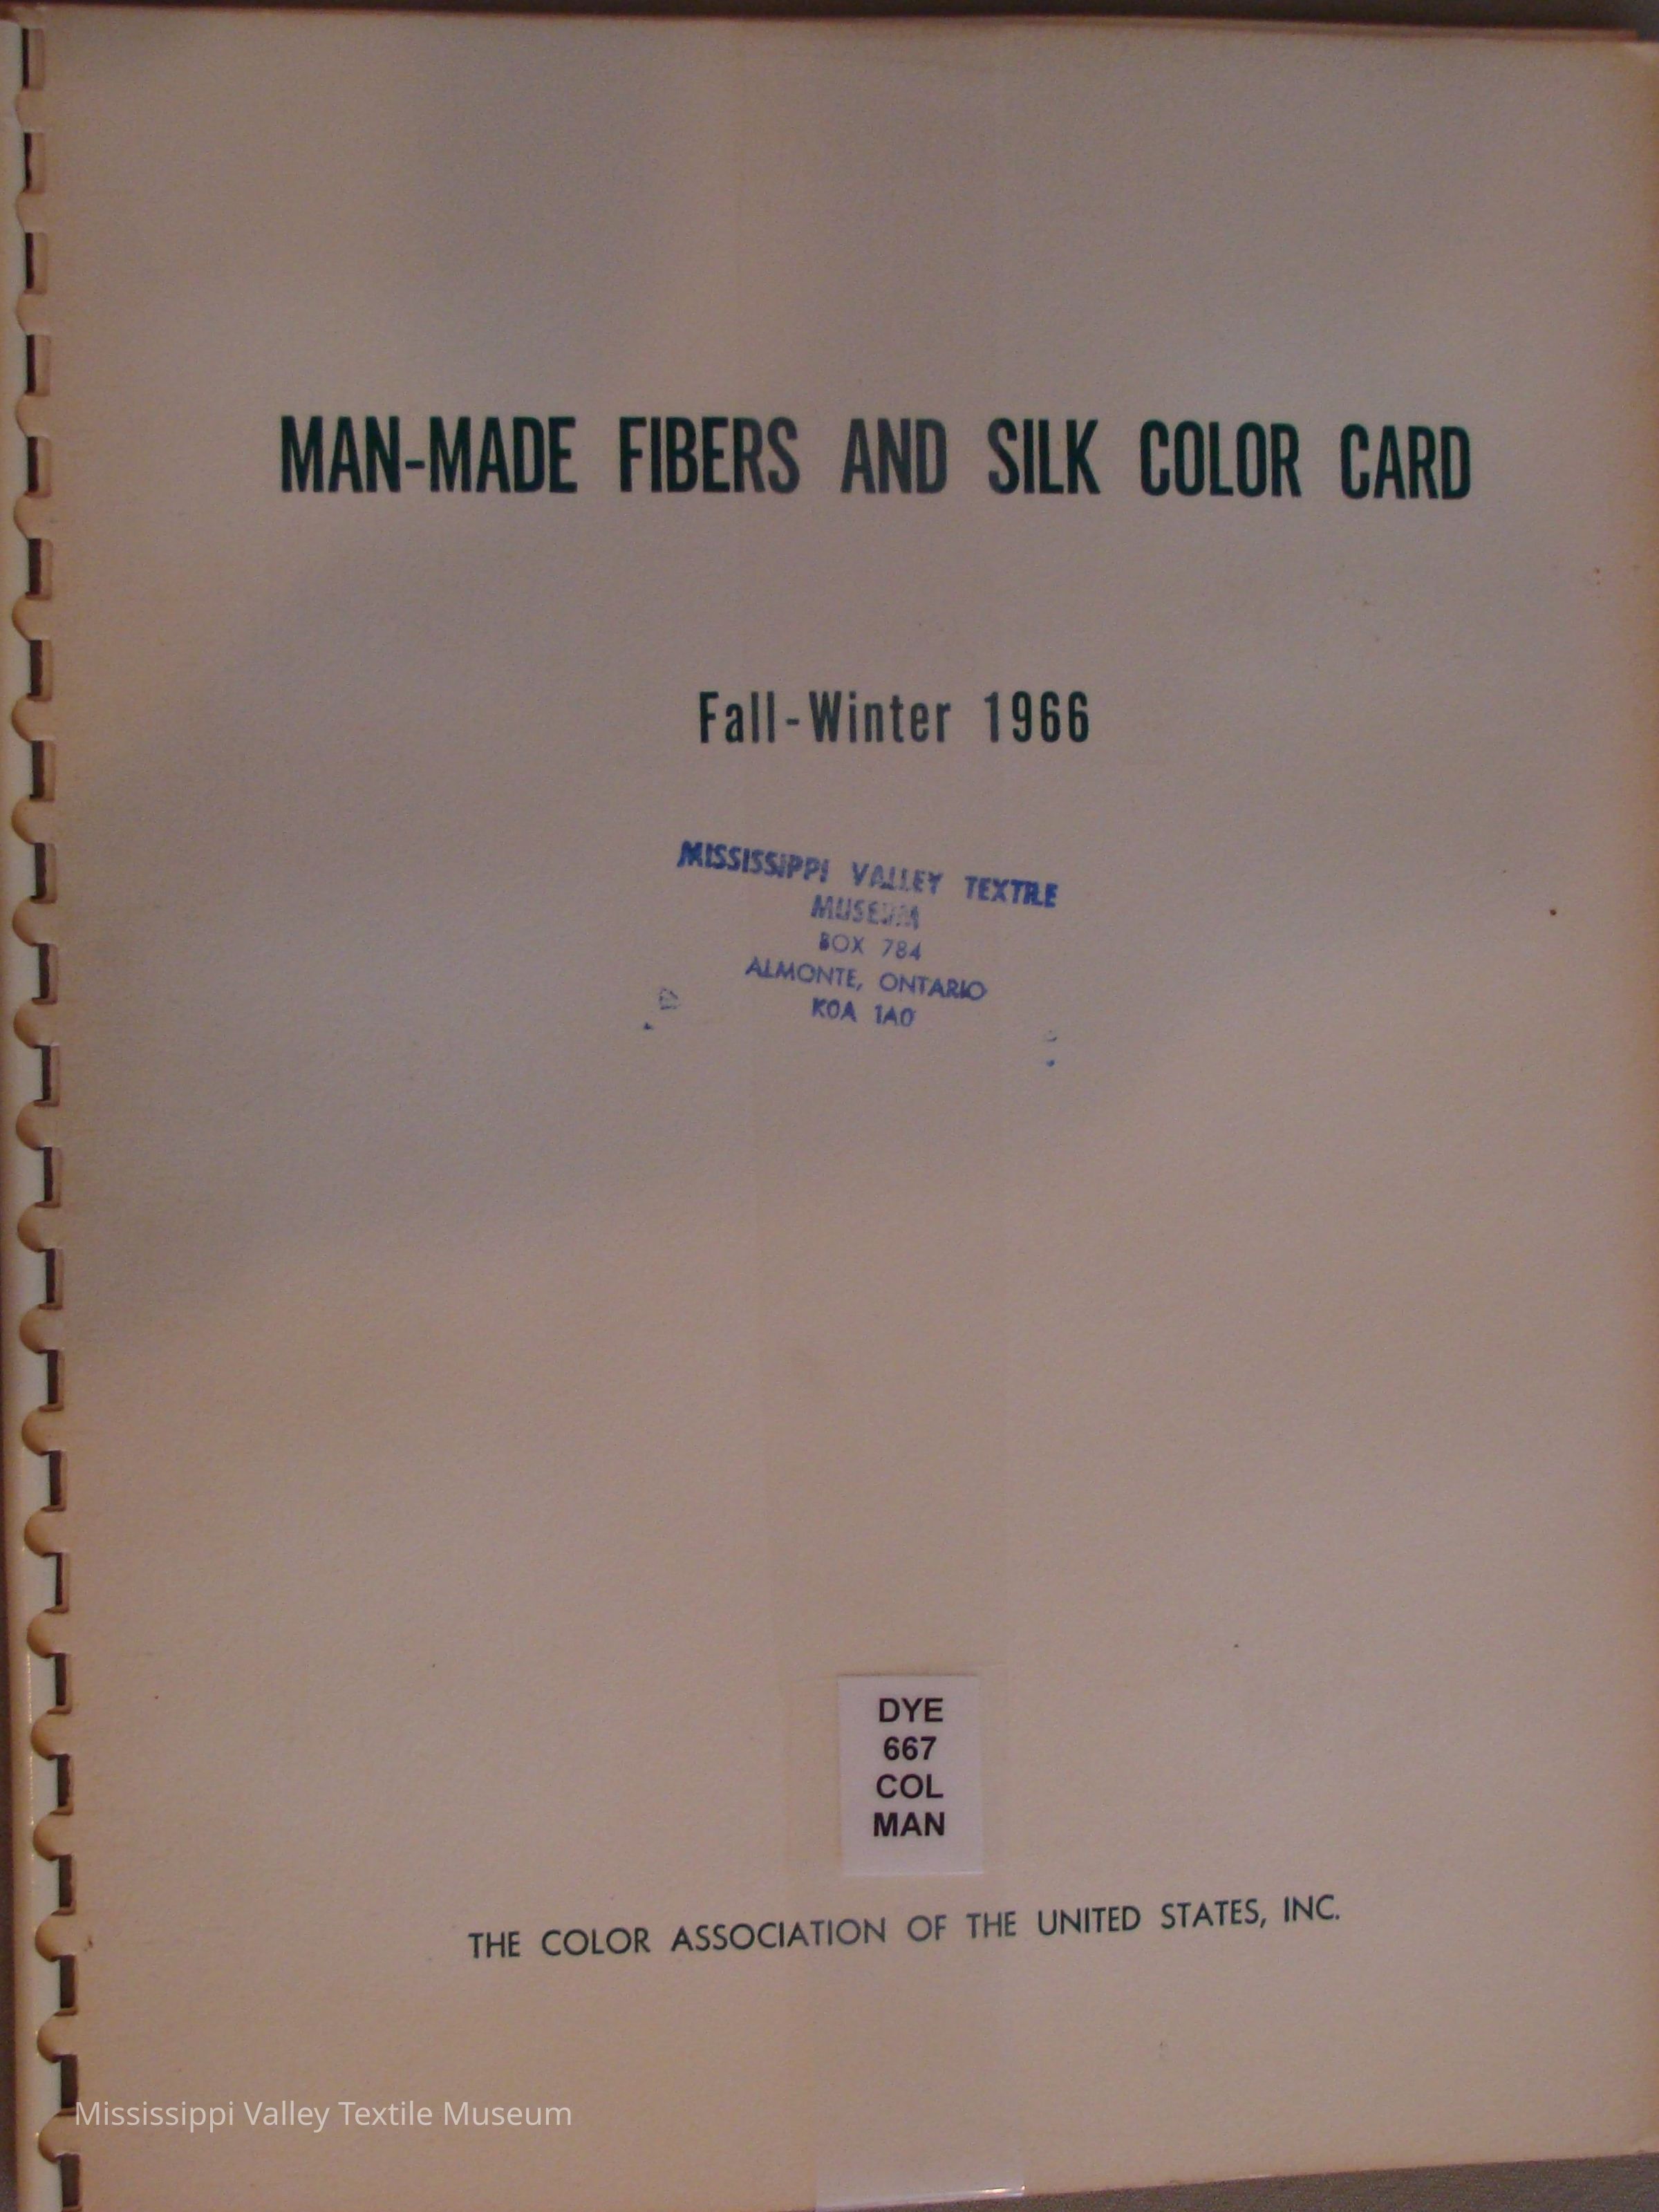 MAN-MADE FIBERS AND SILK COLOR CARD
Fall-Winter 1966
MISSISSIPPI VALLEY TEXTILE
MUSEUM
BOX 784
ALMONTE, ONTARIO
K0A 1A0
DYE
667
COL
MAN
THE COLOR ASSOCIATION OF THE UNITED STATES, INC.
Mississippi Valley Textile Museum